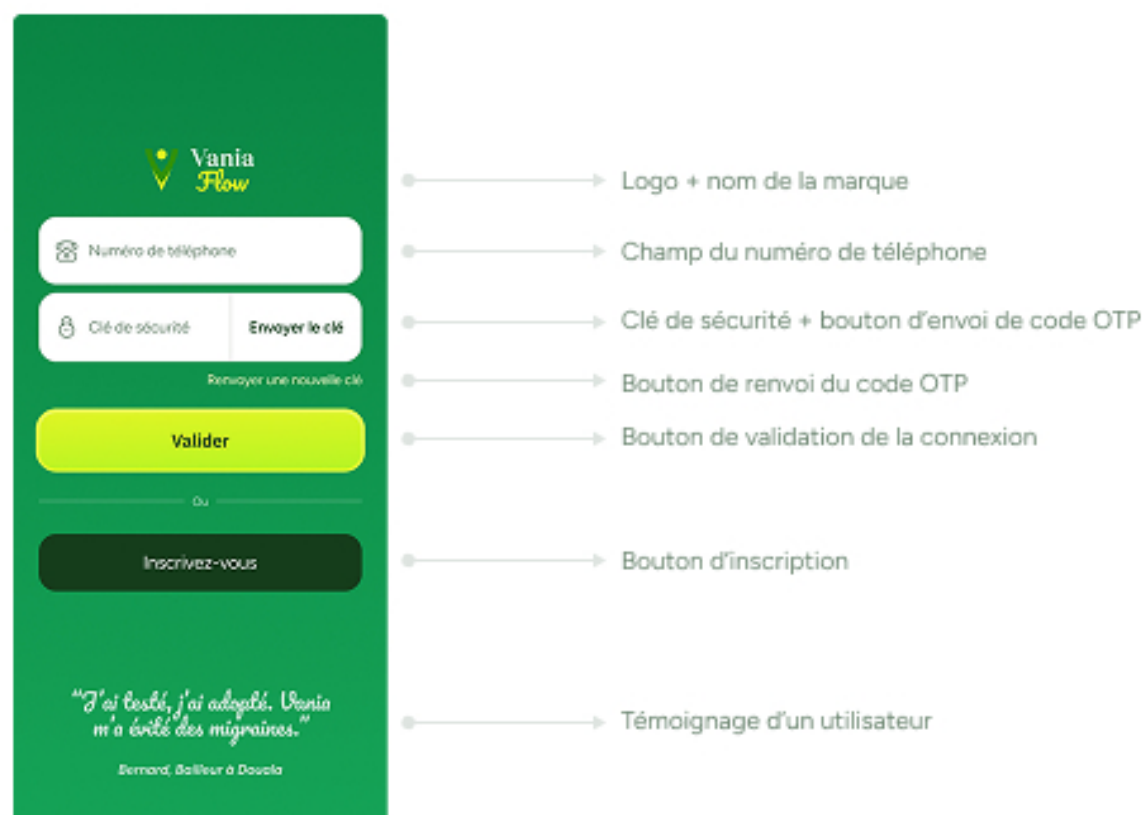 Vania
Flow
Logo + nom de la marque
Numéro de téléphone
Champ du numéro de téléphone
Clé de sécurité
Envoyer le clé
Clé de sécurité + bouton d'envoi de code OTP
Renvoyer une nouvelle clé
Bouton de renvoi du code OTP
Valider
Bouton de validation de la connexion
Ou
Inscrivez-vous
Bouton d'inscription
"J'ai testé, j'ai adopté. Vania
m'a évité des migraines."
Témoignage d'un utilisateur
Bernard, Bailleur à Douala